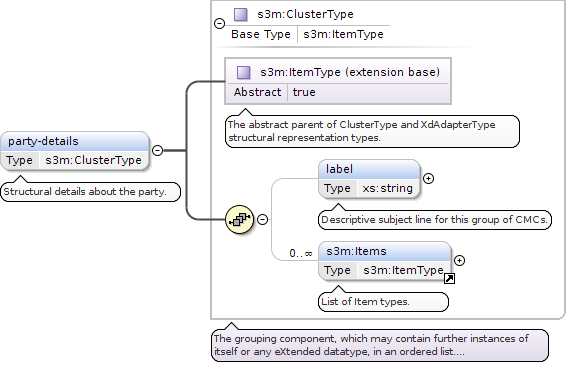 s3m:ClusterType
Base Type s3m:ItemType
s3m:ItemType (extension base)
Abstract true
The abstract parent of ClusterType and XdAdapterType
structural representation types.
party-details
Type s3m:ClusterType
Structural details about the party.
label
Type xs:string
Descriptive subject line for this group of CMCs.
0..∞
s3m:Items
Type s3m:ItemType
List of Item types.
The grouping component, which may contain further instances of
itself or any eXtended datatype, in an ordered list....